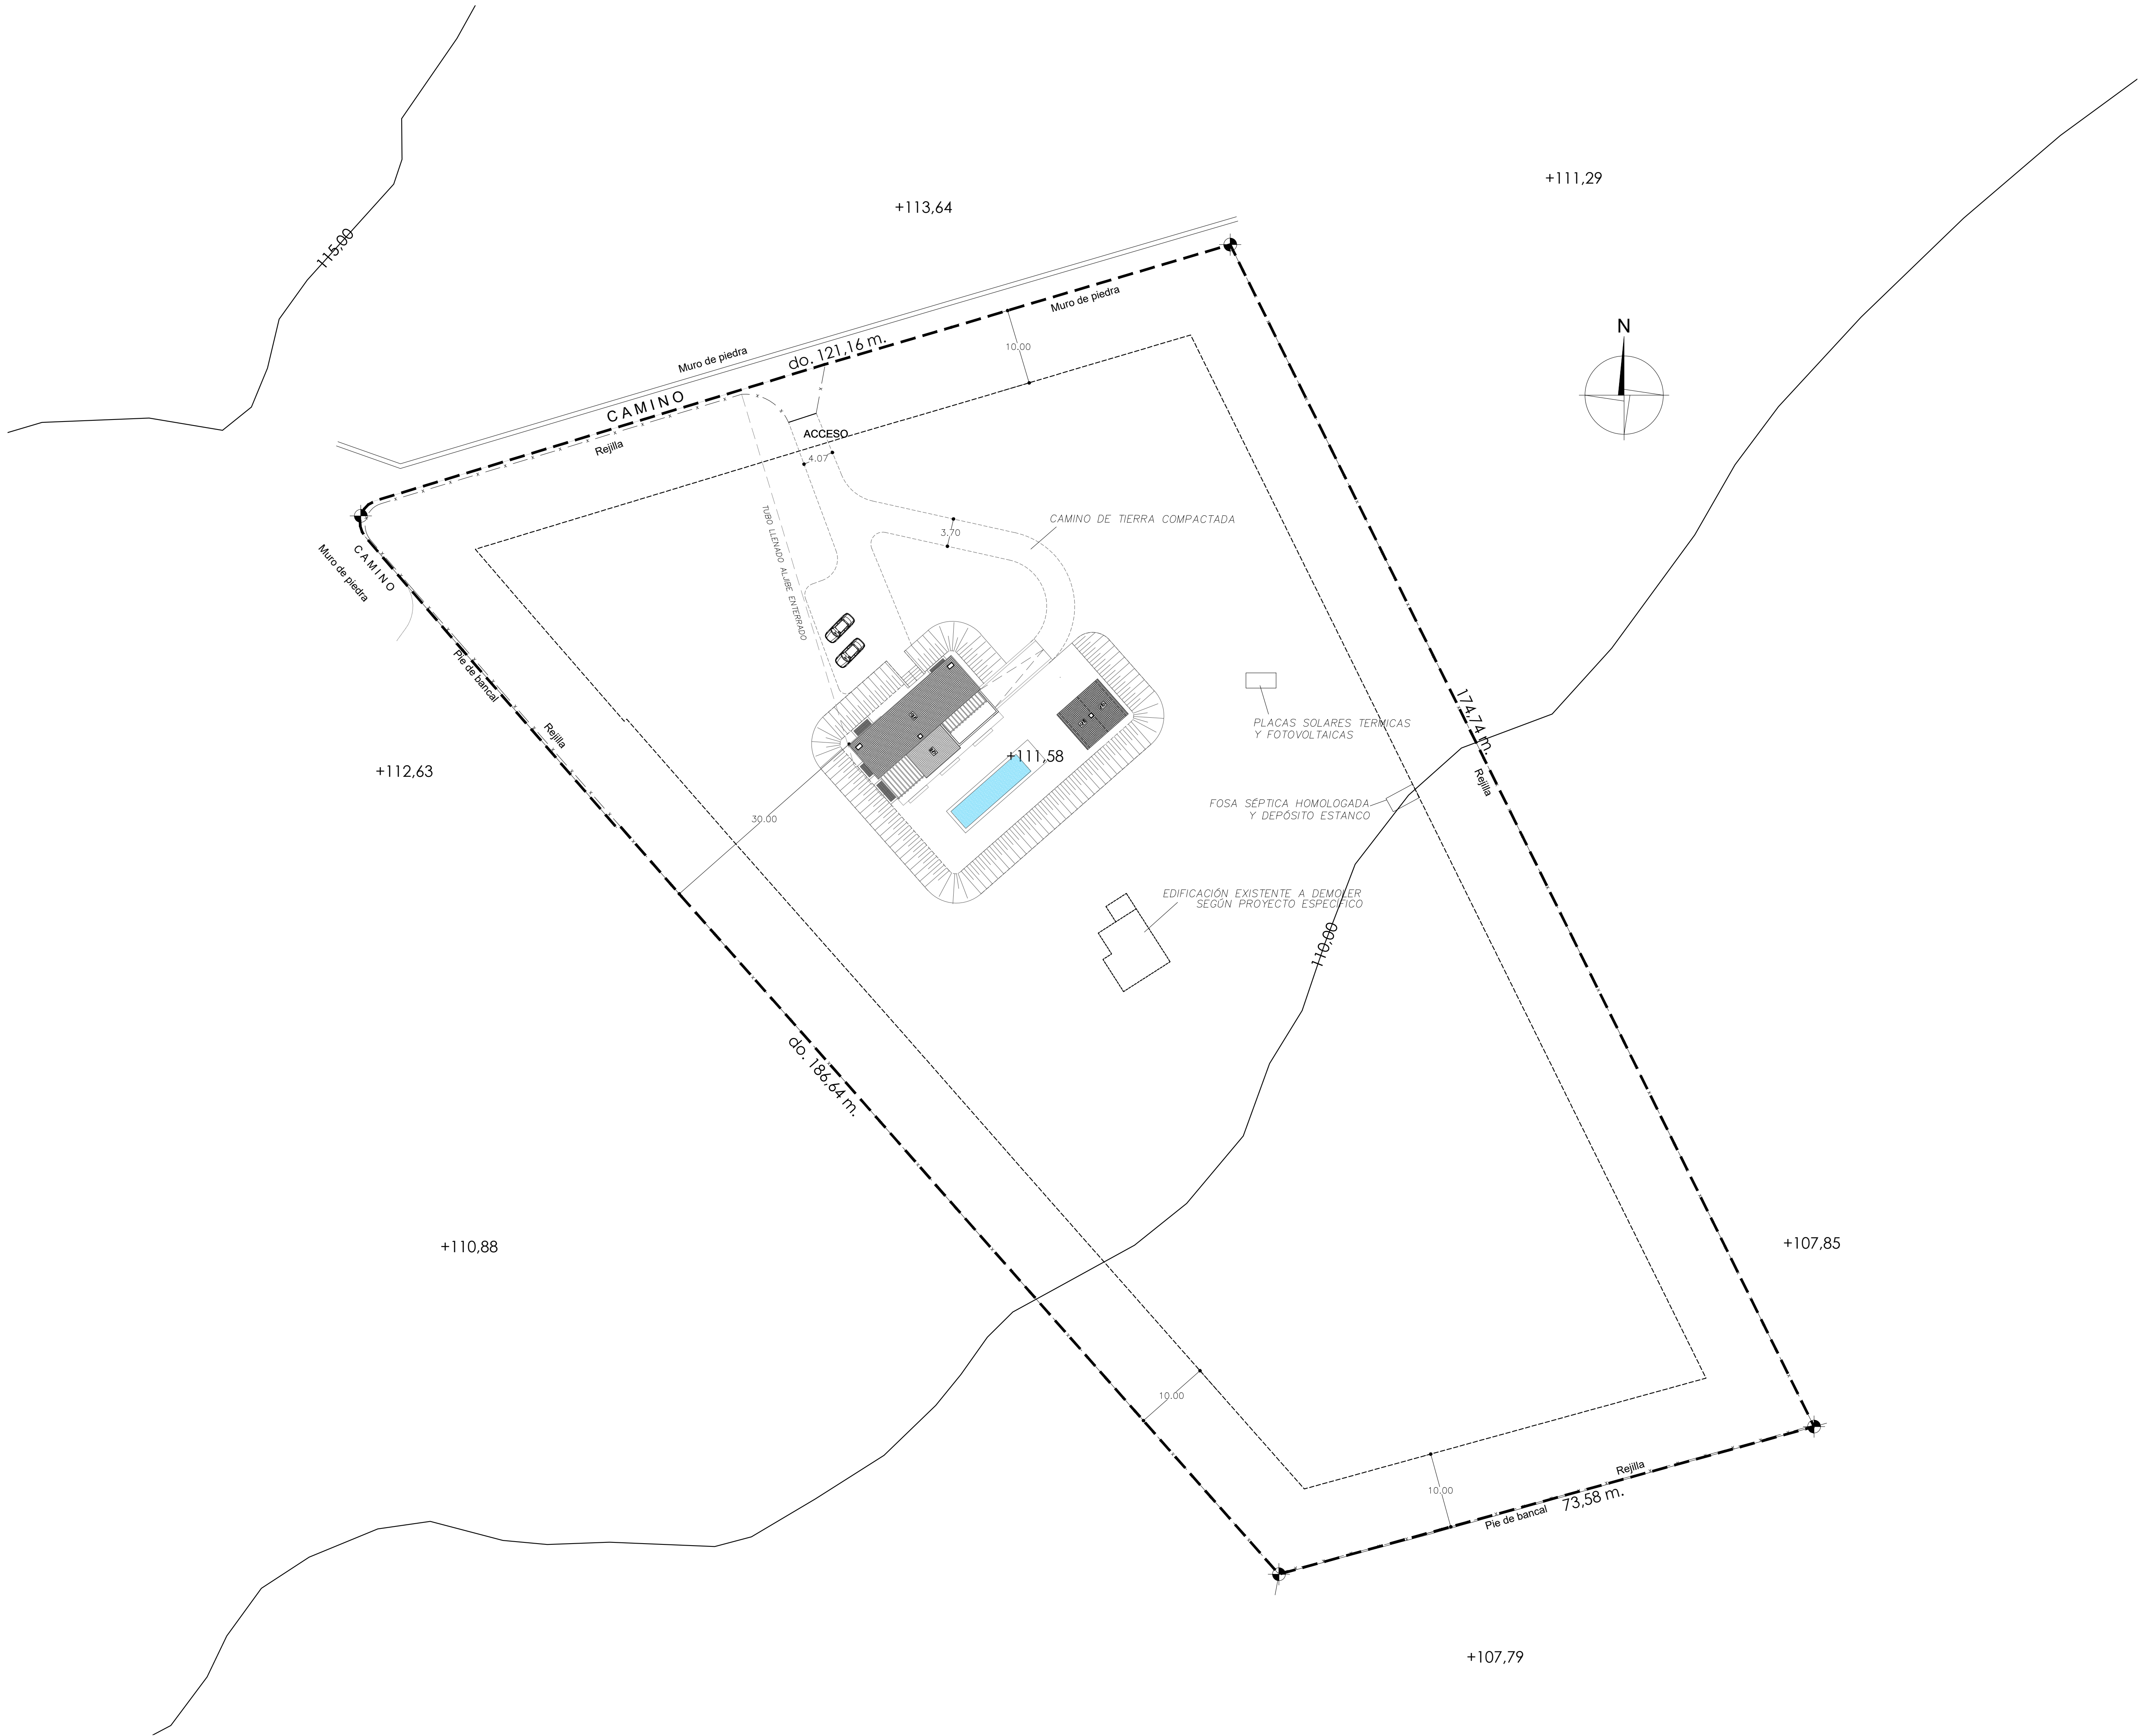 +111,29
+113,64
115,00
N
Muro de piedra
10.00
do. 121,16 m.
Muro de piedra
CAMINO
ACCESO
Rejilla
4.07
CAMINO DE TIERRA COMPACTADA
3.70
TUBO LLENADO ALJIBE ENTERRADO
CAMINO
Muro de piedra
Pie de bancal
Rejilla
PLACAS SOLARES TERMICAS
Y FOTOVOLTAICAS
174,74 m.
Rejilla
+111,58
+112,63
FOSA SÉPTICA HOMOLOGADA
Y DEPÓSITO ESTANCO
30.00
EDIFICACIÓN EXISTENTE A DEMOLER
SEGÚN PROYECTO ESPECÍFICO
110,00
do. 186,64 m.
+110,88
+107,85
10.00
Rejilla
10.00
73,58 m.
Pie de bancal
+107,79